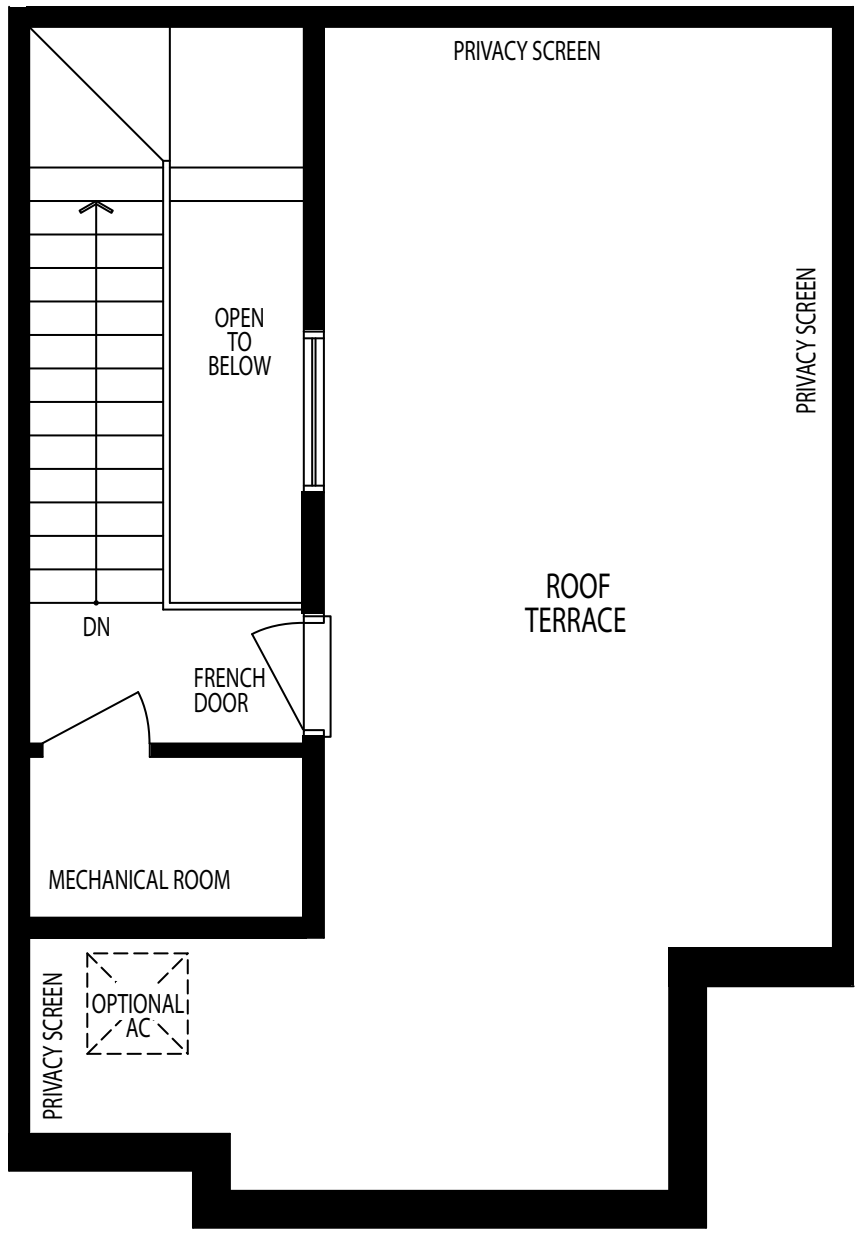 PRIVACY SCREEN
PRIVACY SCREEN
OPEN
TO
BELOW
ROOF
TERRACE
DN
FRENCH
DOOR
MECHANICAL ROOM
PRIVACY SCREEN
OPTIONAL
AC